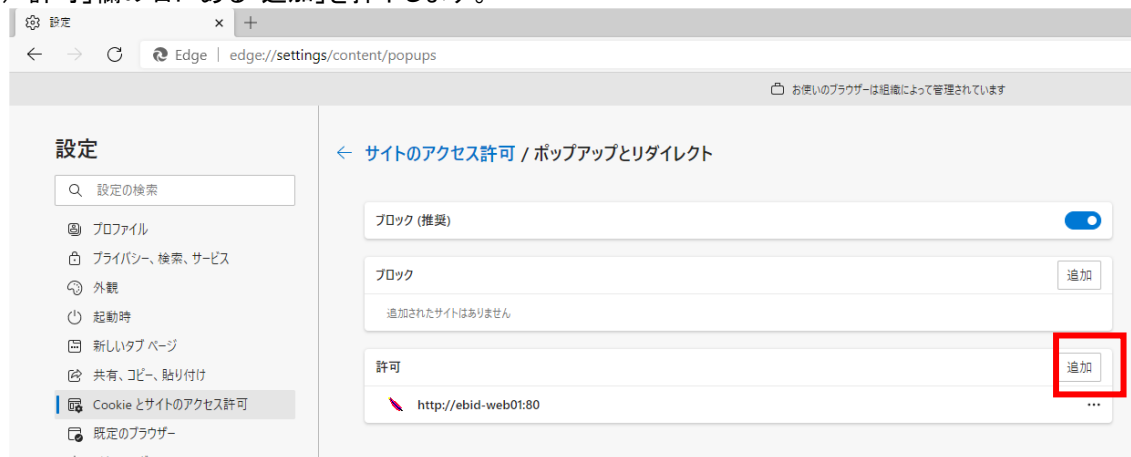 設定
Edge | edge://settings/content/popups
お使いのブラウザーは組織によって管理されています
設定
設定の検索
プロファイル
プライバシー、検索、サービス
外観
起動時
新しいタブ ページ
共有、コピー、貼り付け
Cookie とサイトのアクセス許可
既定のブラウザー
サイトのアクセス許可 / ポップアップとリダイレクト
ブロック (推奨)
ブロック
追加
追加されたサイトはありません
許可
追加
http://ebid-web01:80